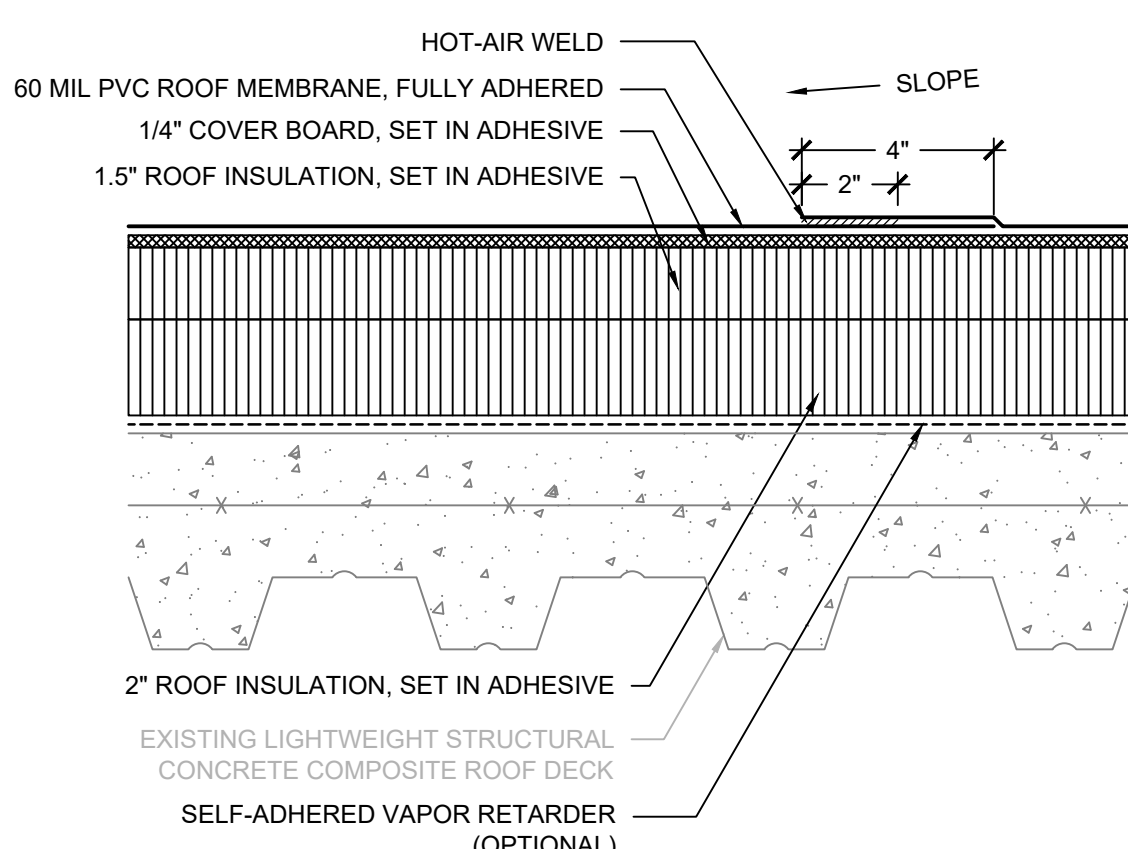 HOT-AIR WELD
60 MIL PVC ROOF MEMBRANE, FULLY ADHERED
SLOPE
1/4" COVER BOARD, SET IN ADHESIVE
4"
1.5" ROOF INSULATION, SET IN ADHESIVE
2"
2" ROOF INSULATION, SET IN ADHESIVE
EXISTING LIGHTWEIGHT STRUCTURAL
CONCRETE COMPOSITE ROOF DECK
SELF-ADHERED VAPOR RETARDER
(OPTIONAL)